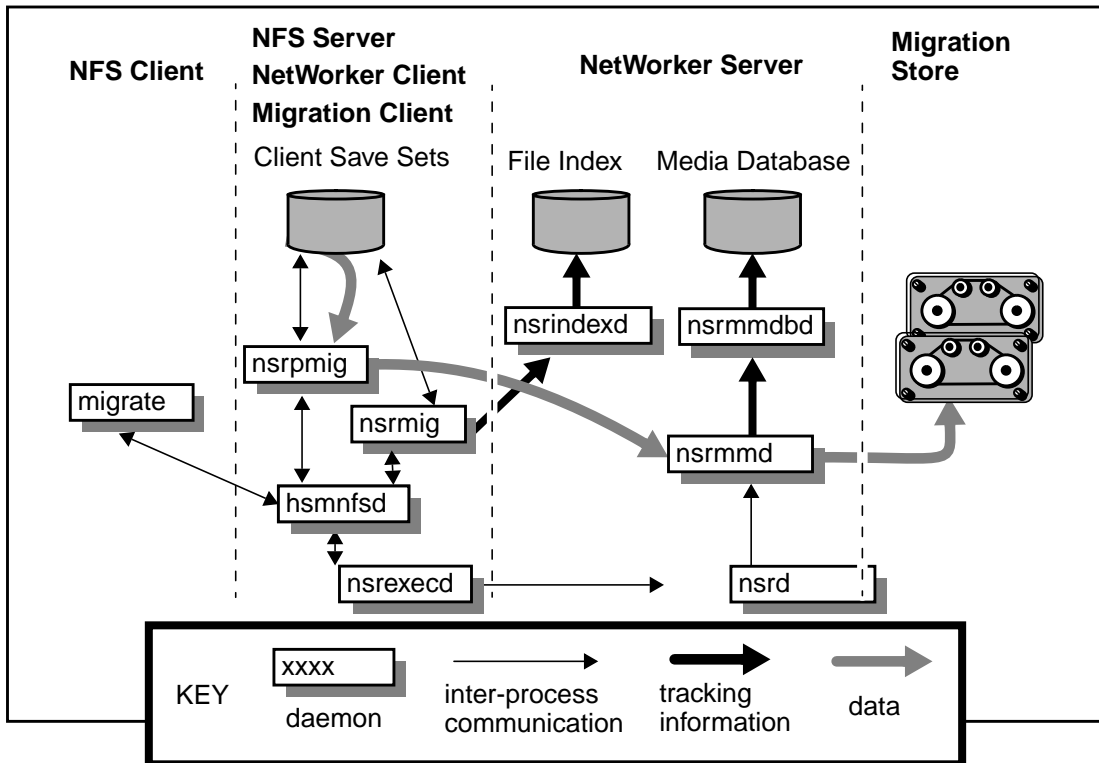 NFS Client
NFS Server
NetWorker Client
Migration Client
NetWorker Server
Migration
Store
Client Save Sets
File Index
Media Database
nsrindexd
nsrmmdbd
nsrpmig
migrate
nsrmig
nsrmmd
hsmnfsd
nsrexecd
nsrd
KEY
xxxx
daemon
inter-process
communication
tracking
information
data